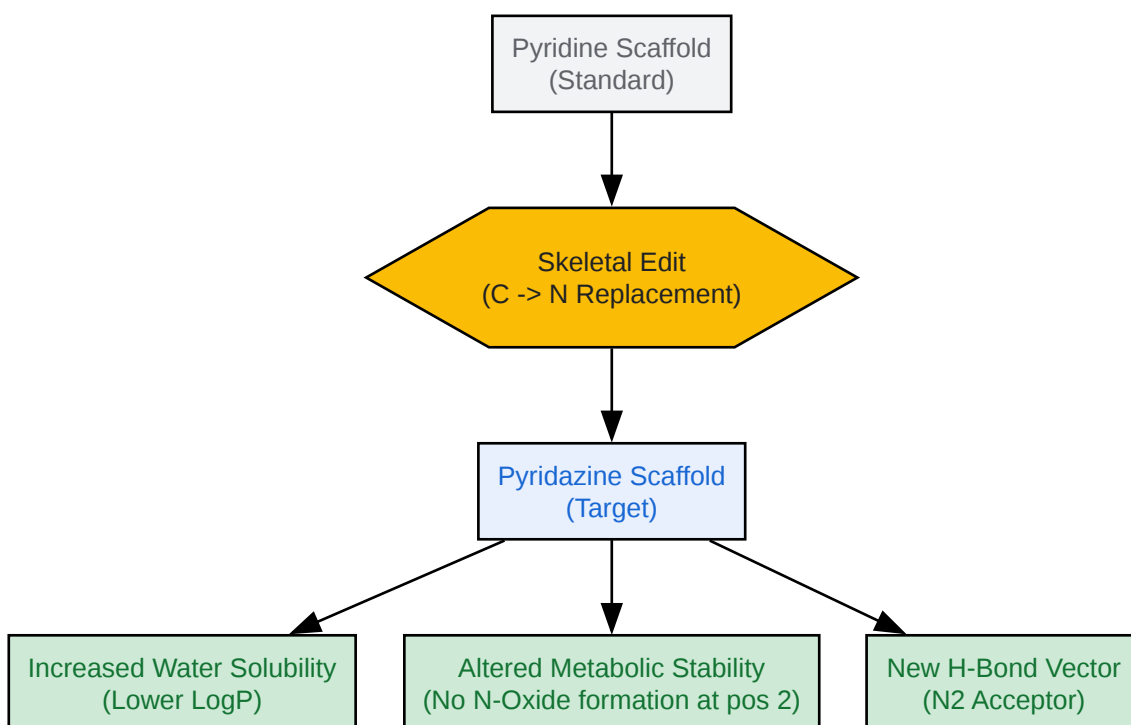 Pyridine Scaffold
(Standard)
Skeletal Edit
(C -> N Replacement)
Pyridazine Scaffold
(Target)
Increased Water Solubility
(Lower LogP)
Altered Metabolic Stability
(No N-Oxide formation at pos 2)
New H-Bond Vector
(N2 Acceptor)